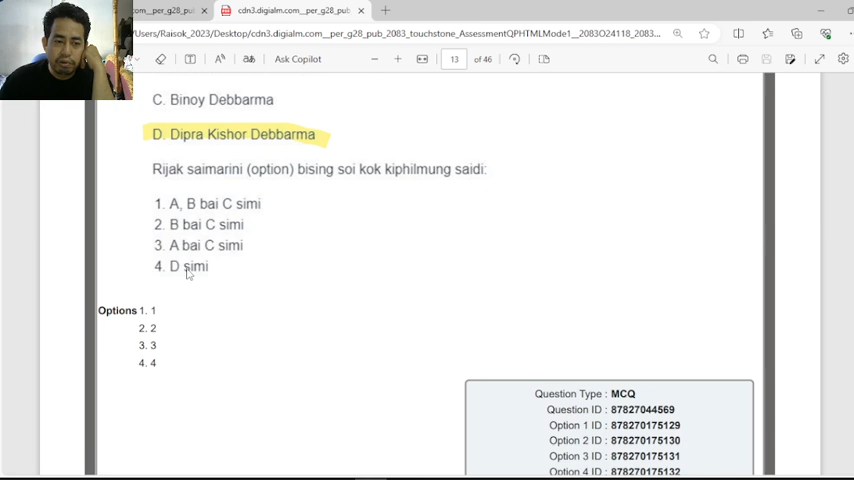 com__per_g28_pub_
cdn3.digialm.com__per_g28_pub_
Users/Raisok_2023/Desktop/cdn3.digialm.com__per_g28_pub_2083_touchstone_AssessmentQPHTMLMode1__2083O24118_2083...
Ask Copilot
13 of 46
C. Binoy Debbarma
D. Dipra Kishor Debbarma
Rijak saimarini (option) bising soi kok kiphilmung saidi:
1. A, B bai C simi
2. B bai C simi
3. A bai C simi
4. D simi
Options 1. 1
2. 2
3. 3
4. 4
Question Type : MCQ
Question ID : 87827044569
Option 1 ID : 878270175129
Option 2 ID : 878270175130
Option 3 ID : 878270175131
Option 4 ID : 878270175132